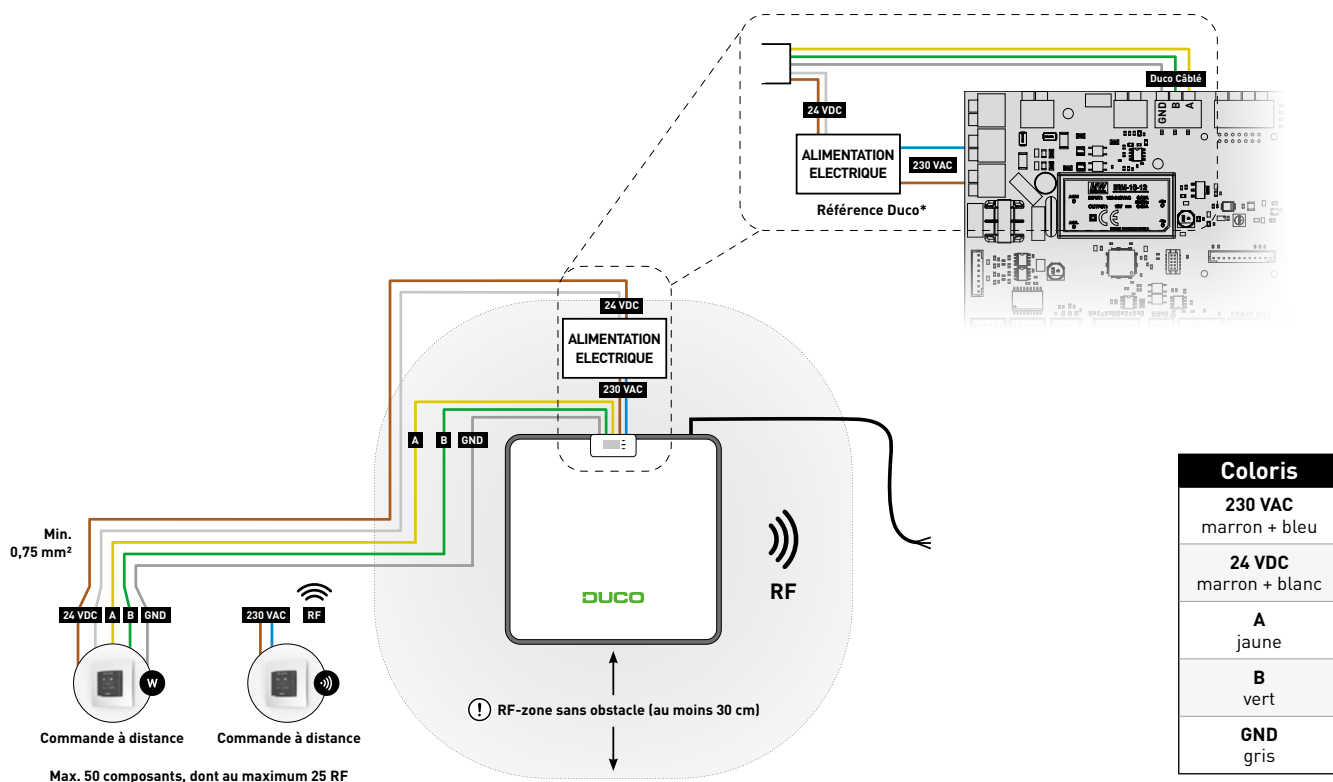 Duco Câblé
GND
B
A
24 VDC
ALIMENTATION
ELECTRIQUE
230 VAC
Référence Duco*
24 VDC
ALIMENTATION
ELECTRIQUE
230 VAC
A
B
GND
Min.
0,75 mm²
24 VDC
A
B
GND
230 VAC
RF
W
Commande à distance
Commande à distance
Max. 50 composants, dont au maximum 25 RF
DUCO
RF
! RF-zone sans obstacle (au moins 30 cm)
Coloris
230 VAC
marron + bleu
24 VDC
marron + blanc
A
jaune
B
vert
GND
gris